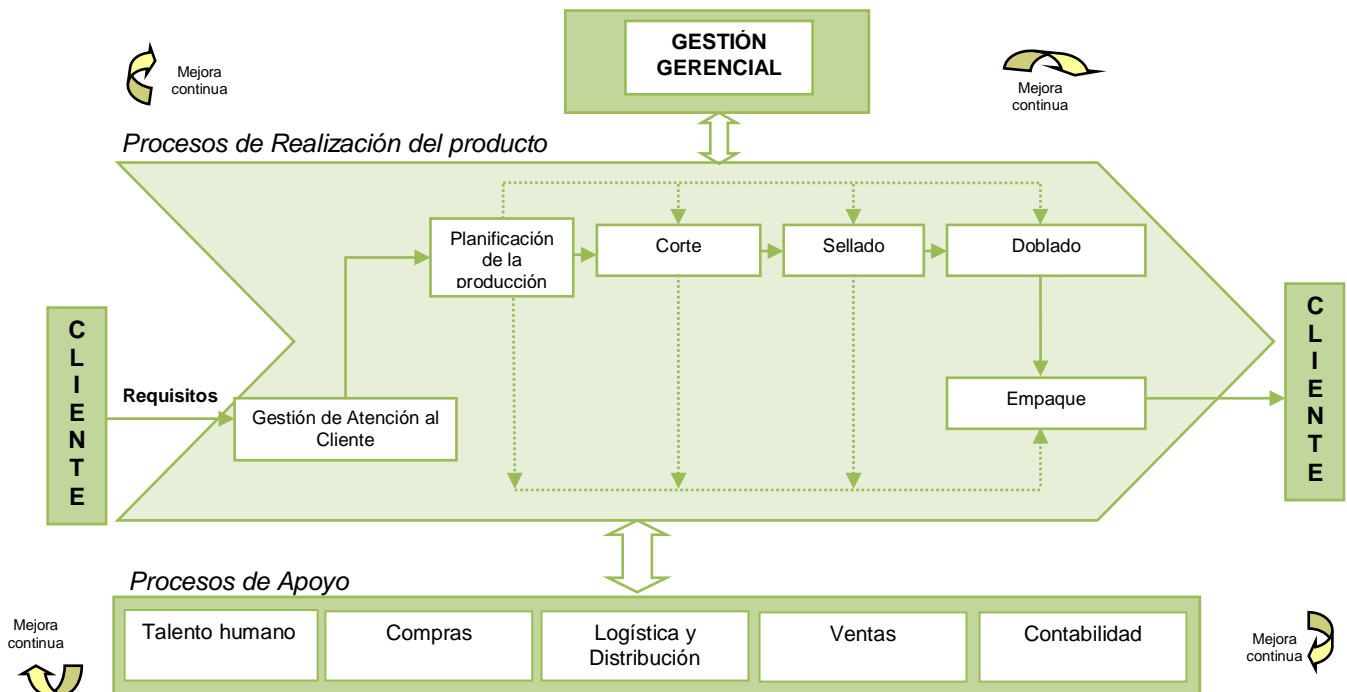 GESTIÓN
GERENCIAL
Mejora
continua
Mejora
continua
Procesos de Realización del producto
Planificación
de la
producción
Corte
Sellado
Doblado
C
L
I
E
N
T
E
Requisitos
Gestión de Atención al
Cliente
Empaque
C
L
I
E
N
T
E
Procesos de Apoyo
Talento humano
Compras
Logística y
Distribución
Ventas
Contabilidad
Mejora
continua
Mejora
continua